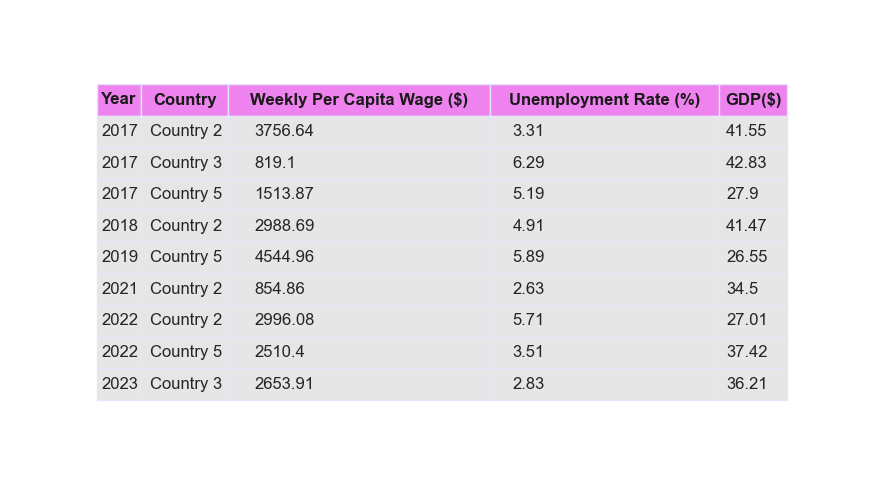 Year Country Weekly Per Capita Wage ($) Unemployment Rate (%) GDP($)
2017 Country 2 3756.64 3.31 41.55
2017 Country 3 819.1 6.29 42.83
2017 Country 5 1513.87 5.19 27.9
2018 Country 2 2988.69 4.91 41.47
2019 Country 5 4544.96 5.89 26.55
2021 Country 2 854.86 2.63 34.5
2022 Country 2 2996.08 5.71 27.01
2022 Country 5 2510.4 3.51 37.42
2023 Country 3 2653.91 2.83 36.21